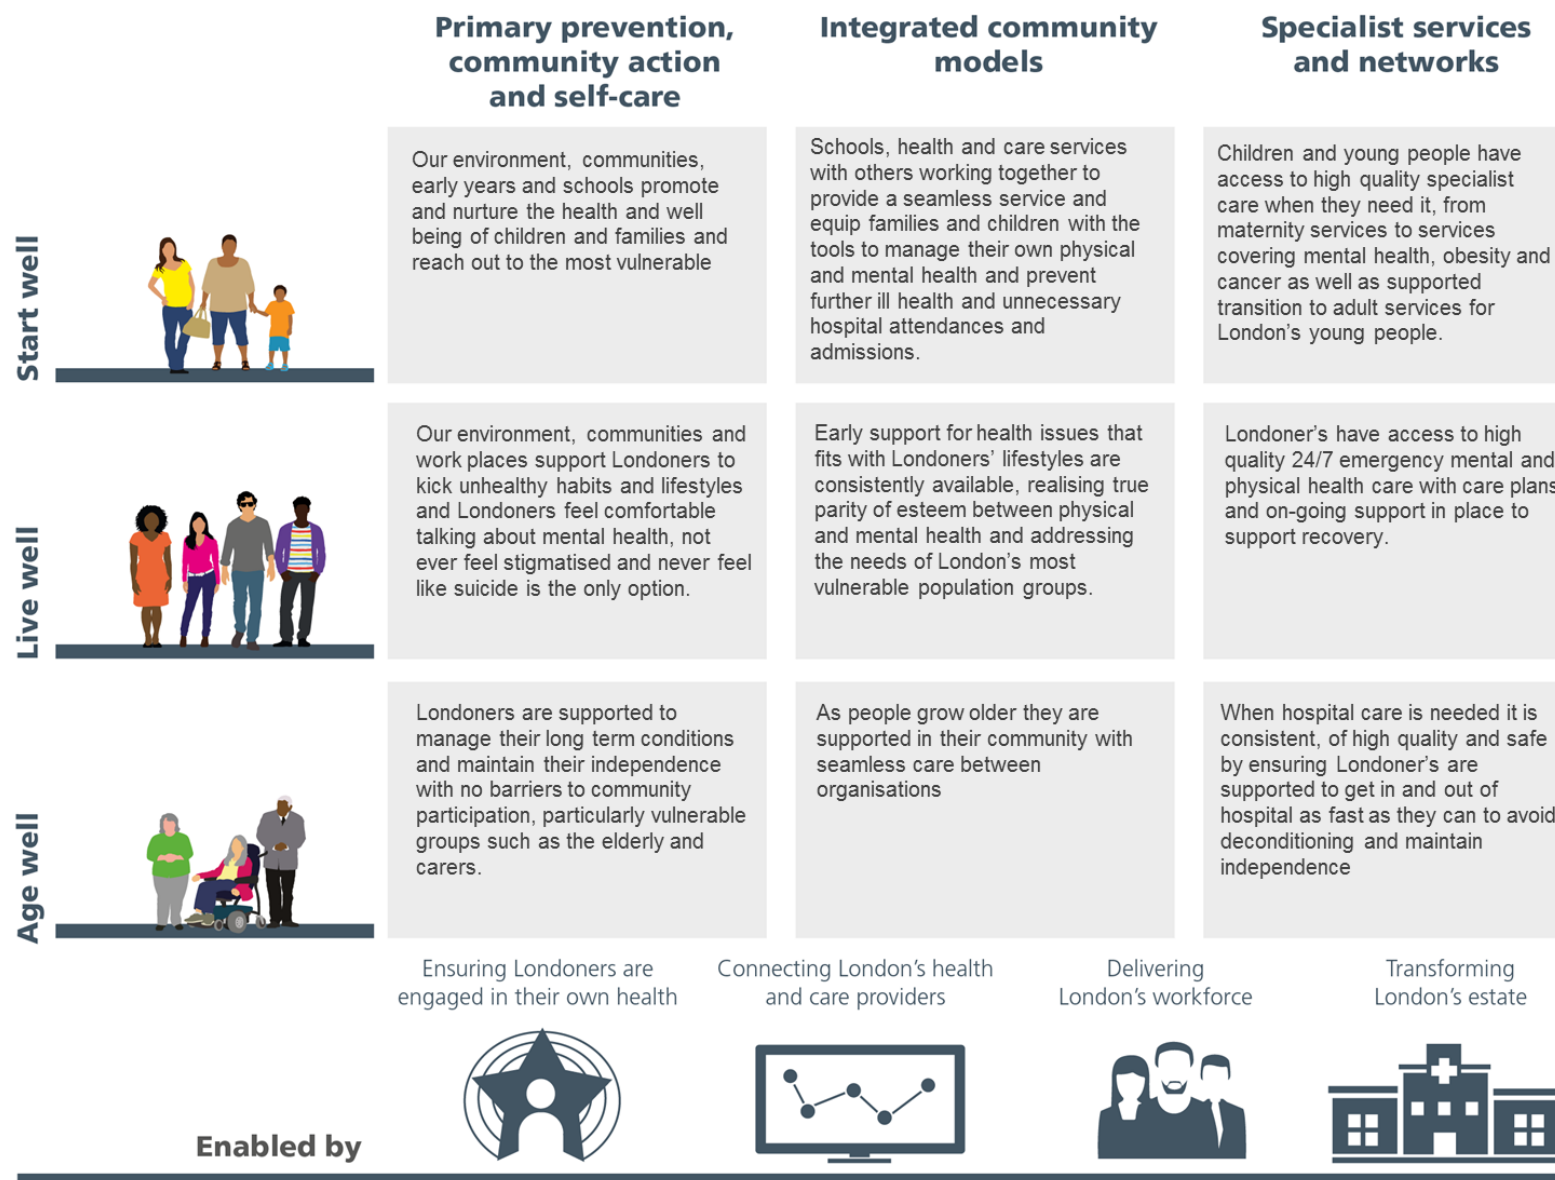 Primary prevention,
community action
and self-care
Integrated community
models
Specialist services
and networks
Start well
Our environment, communities,
early years and schools promote
and nurture the health and well
being of children and families and
reach out to the most vulnerable
Schools, health and care services
with others working together to
provide a seamless service and
equip families and children with the
tools to manage their own physical
and mental health and prevent
further ill health and unnecessary
hospital attendances and
admissions.
Children and young people have
access to high quality specialist
care when they need it, from
maternity services to services
covering mental health, obesity and
cancer as well as supported
transition to adult services for
London's young people.
Live well
Our environment, communities and
work places support Londoners to
kick unhealthy habits and lifestyles
and Londoners feel comfortable
talking about mental health, not
ever feel stigmatised and never feel
like suicide is the only option.
Early support for health issues that
fits with Londoners' lifestyles are
consistently available, realising true
parity of esteem between physical
and mental health and addressing
the needs of London's most
vulnerable population groups.
Londoner's have access to high
quality 24/7 emergency mental and
physical health care with care plans
and on-going support in place to
support recovery.
Age well
Londoners are supported to
manage their long term conditions
and maintain their independence
with no barriers to community
participation, particularly vulnerable
groups such as the elderly and
carers.
As people grow older they are
supported in their community with
seamless care between
organisations
When hospital care is needed it is
consistent, of high quality and safe
by ensuring Londoner's are
supported to get in and out of
hospital as fast as they can to avoid
deconditioning and maintain
independence
Enabled by
Ensuring Londoners are
engaged in their own health
Connecting London's health
and care providers
Delivering
London's workforce
Transforming
London's estate